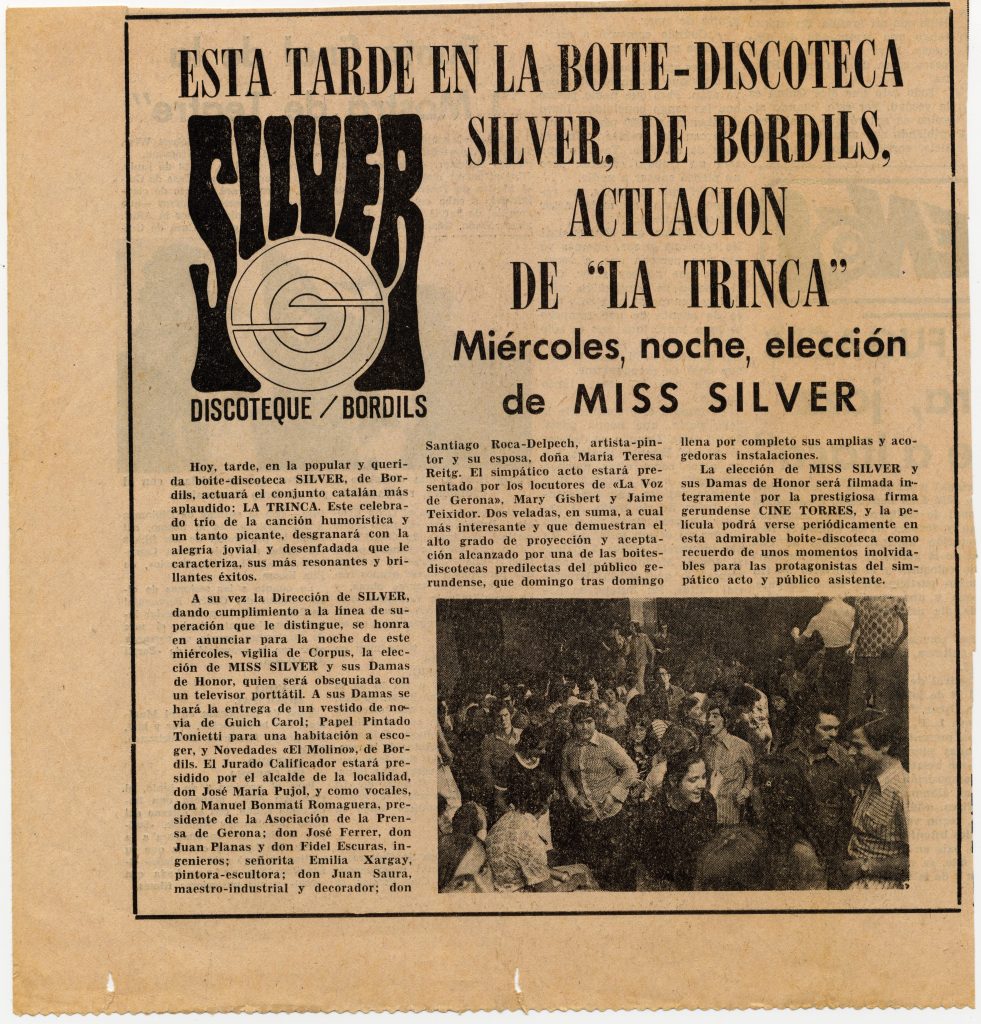 ESTA TARDE EN LA BOITE-DISCOTECA
SILVER, DE BORDILS,
ACTUACION
DE "LA TRINCA"
Miércoles, noche, elección
de MISS SILVER
SILVER
S
DISCOTEQUE / BORDILS
Hoy, tarde, en la popular y queri-
da boite-discoteca SILVER, de Bor-
dils, actuará el conjunto catalán más
aplaudido: LA TRINCA. Este celebra-
do trío de la canción humorística y
un tanto picante, desgranará con la
alegría jovial y desenfadada que le
caracteriza, sus más resonantes y bri-
llantes éxitos.
A su vez la Dirección de SILVER,
dando cumplimiento a la línea de su-
peración que le distingue, se honra
en anunciar para la noche de este
miércoles, vigilia de Corpus, la elec-
ción de MISS SILVER y sus Damas
de Honor, quien será obsequiada con
un televisor porttátil. A sus Damas se
hará la entrega de un vestido de no-
via de Guich Carol; Papel Pintado
Tonietti para una habitación a esco-
ger, y Novedades «El Molino», de Bor-
dils. El Jurado Calificador estará pre-
sidido por el alcalde de la localidad,
don José María Pujol, y como vocales,
don Manuel Bonmatí Romaguera, pre-
sidente de la Asociación de la Pren-
sa de Gerona; don José Ferrer, don
Juan Planas y don Fidel Escuras, in-
genieros; señorita Emilia Xargay,
pintora-escultora; don Juan Saura,
maestro-industrial y decorador; don
Santiago Roca-Delpech, artista-pin-
tor y su esposa, doña María Teresa
Reitg. El simpático acto estará pre-
sentado por los locutores de «La Voz
de Gerona», Mary Gisbert y Jaime
Teixidor. Dos veladas, en suma, a cual
más interesante y que demuestran el
alto grado de proyección y acepta-
ción alcanzado por una de las boites-
discotecas predilectas del público ge-
rundense, que domingo tras domingo
llena por completo sus amplias y aco-
gedoras instalaciones.
La elección de MISS SILVER y
sus Damas de Honor será filmada ín-
tegramente por la prestigiosa firma
gerundense CINE TORRES, y la pe-
lícula podrá verse periódicamente en
esta admirable boite-discoteca como
recuerdo de unos momentos inolvida-
bles para las protagonistas del sim-
pático acto y público asistente.